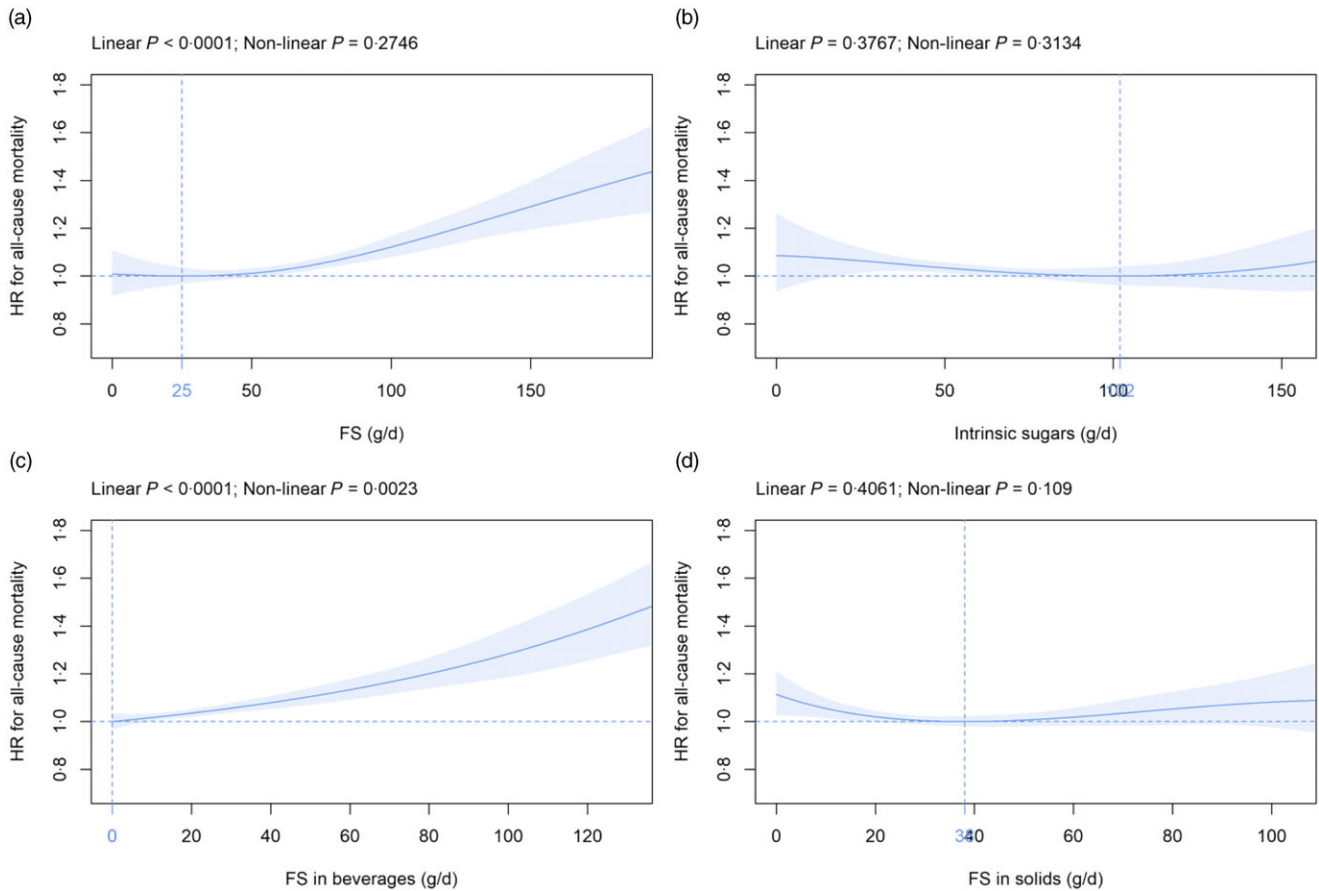 (a)
Linear P < 0·0001; Non-linear P = 0·2746
HR for all-cause mortality
1·8
1·6
1·4
1·2
1·0
0·8
0 25 50 100 150
FS (g/d)
(b)
Linear P = 0·3767; Non-linear P = 0·3134
HR for all-cause mortality
1·8
1·6
1·4
1·2
1·0
0·8
0 50 100 102 150
Intrinsic sugars (g/d)
(c)
Linear P < 0·0001; Non-linear P = 0·0023
HR for all-cause mortality
1·8
1·6
1·4
1·2
1·0
0·8
0 20 40 60 80 100 120
FS in beverages (g/d)
(d)
Linear P = 0·4061; Non-linear P = 0·109
HR for all-cause mortality
1·8
1·6
1·4
1·2
1·0
0·8
0 20 40 60 80 100
FS in solids (g/d)